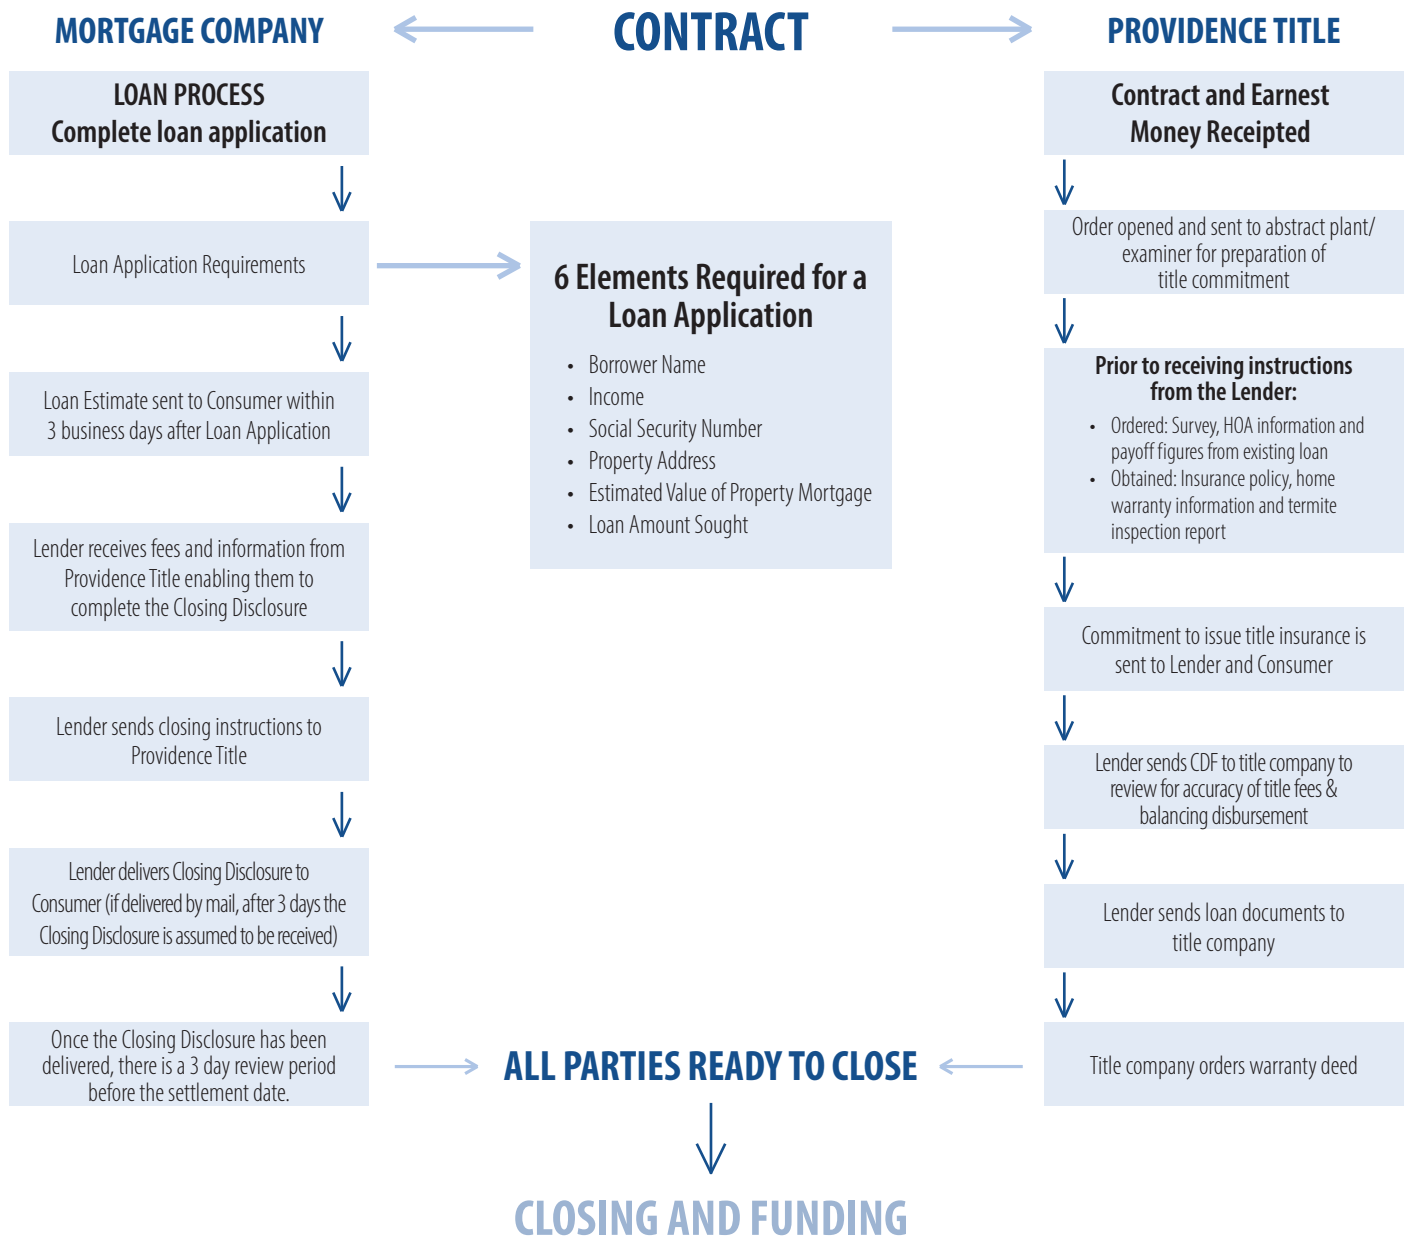 MORTGAGE COMPANY
CONTRACT
PROVIDENCE TITLE
LOAN PROCESS
Complete loan application
Loan Application Requirements
Loan Estimate sent to Consumer within
3 business days after Loan Application
Lender receives fees and information from
Providence Title enabling them to
complete the Closing Disclosure
Lender sends closing instructions to
Providence Title
Lender delivers Closing Disclosure to
Consumer (if delivered by mail, after 3 days the
Closing Disclosure is assumed to be received)
Once the Closing Disclosure has been
delivered, there is a 3 day review period
before the settlement date.
6 Elements Required for a
Loan Application
• Borrower Name
• Income
• Social Security Number
• Property Address
• Estimated Value of Property Mortgage
• Loan Amount Sought
Contract and Earnest
Money Receipted
Order opened and sent to abstract plant/
examiner for preparation of
title commitment
Prior to receiving instructions
from the Lender:
• Ordered: Survey, HOA information and
payoff figures from existing loan
• Obtained: Insurance policy, home
warranty information and termite
inspection report
Commitment to issue title insurance is
sent to Lender and Consumer
Lender sends CDF to title company to
review for accuracy of title fees &
balancing disbursement
Lender sends loan documents to
title company
Title company orders warranty deed
ALL PARTIES READY TO CLOSE
CLOSING AND FUNDING